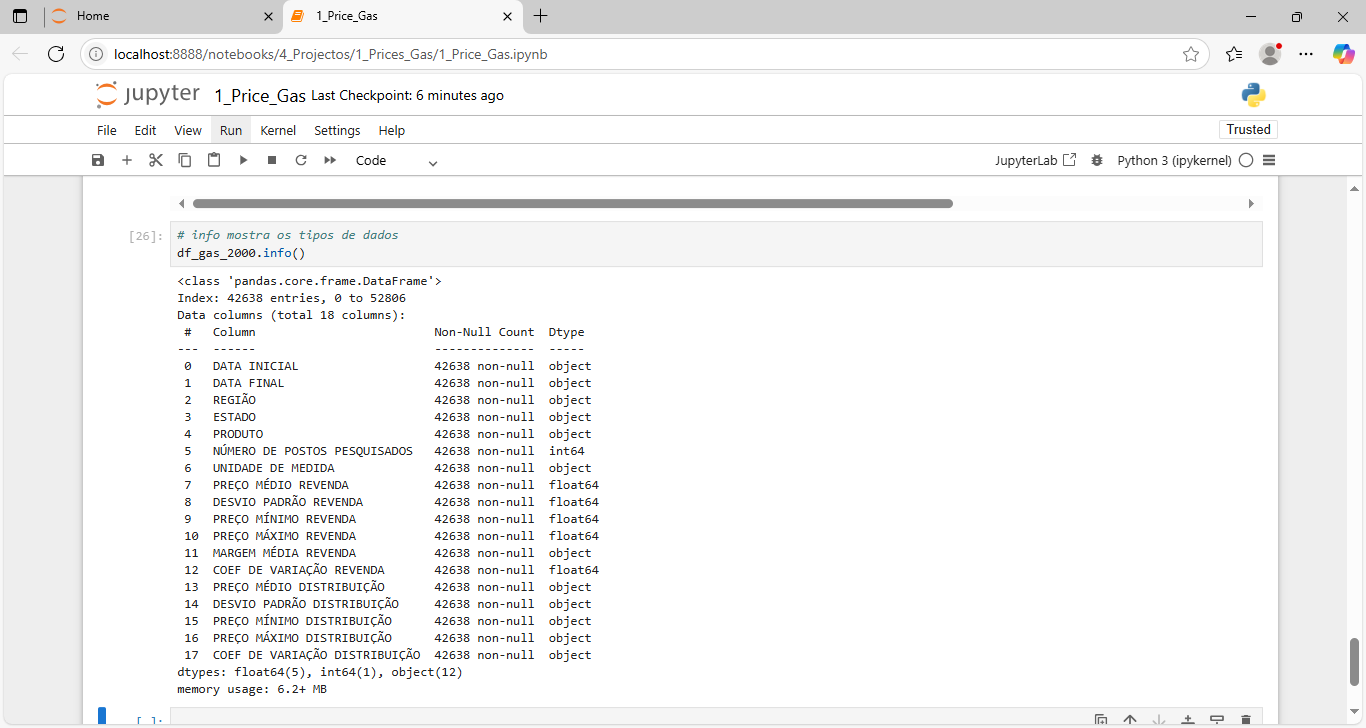 Home
1_Price_Gas
localhost:8888/notebooks/4_Projectos/1_Prices_Gas/1_Price_Gas.ipynb
jupyter 1_Price_Gas Last Checkpoint: 6 minutes ago
File Edit View Run Kernel Settings Help
Trusted
Code
JupyterLab
Python 3 (ipykernel)
[26]:
# info mostra os tipos de dados
df_gas_2000.info()
<class 'pandas.core.frame.DataFrame'>
Index: 42638 entries, 0 to 52806
Data columns (total 18 columns):
# Column Non-Null Count Dtype
--- ------ -------------- -----
0 DATA INICIAL 42638 non-null object
1 DATA FINAL 42638 non-null object
2 REGIÃO 42638 non-null object
3 ESTADO 42638 non-null object
4 PRODUTO 42638 non-null object
5 NÚMERO DE POSTOS PESQUISADOS 42638 non-null int64
6 UNIDADE DE MEDIDA 42638 non-null object
7 PREÇO MÉDIO REVENDA 42638 non-null float64
8 DESVIO PADRÃO REVENDA 42638 non-null float64
9 PREÇO MÍNIMO REVENDA 42638 non-null float64
10 PREÇO MÁXIMO REVENDA 42638 non-null float64
11 MARGEM MÉDIA REVENDA 42638 non-null object
12 COEF DE VARIAÇÃO REVENDA 42638 non-null float64
13 PREÇO MÉDIO DISTRIBUIÇÃO 42638 non-null object
14 DESVIO PADRÃO DISTRIBUIÇÃO 42638 non-null object
15 PREÇO MÍNIMO DISTRIBUIÇÃO 42638 non-null object
16 PREÇO MÁXIMO DISTRIBUIÇÃO 42638 non-null object
17 COEF DE VARIAÇÃO DISTRIBUIÇÃO 42638 non-null object
dtypes: float64(5), int64(1), object(12)
memory usage: 6.2+ MB
[ ]: